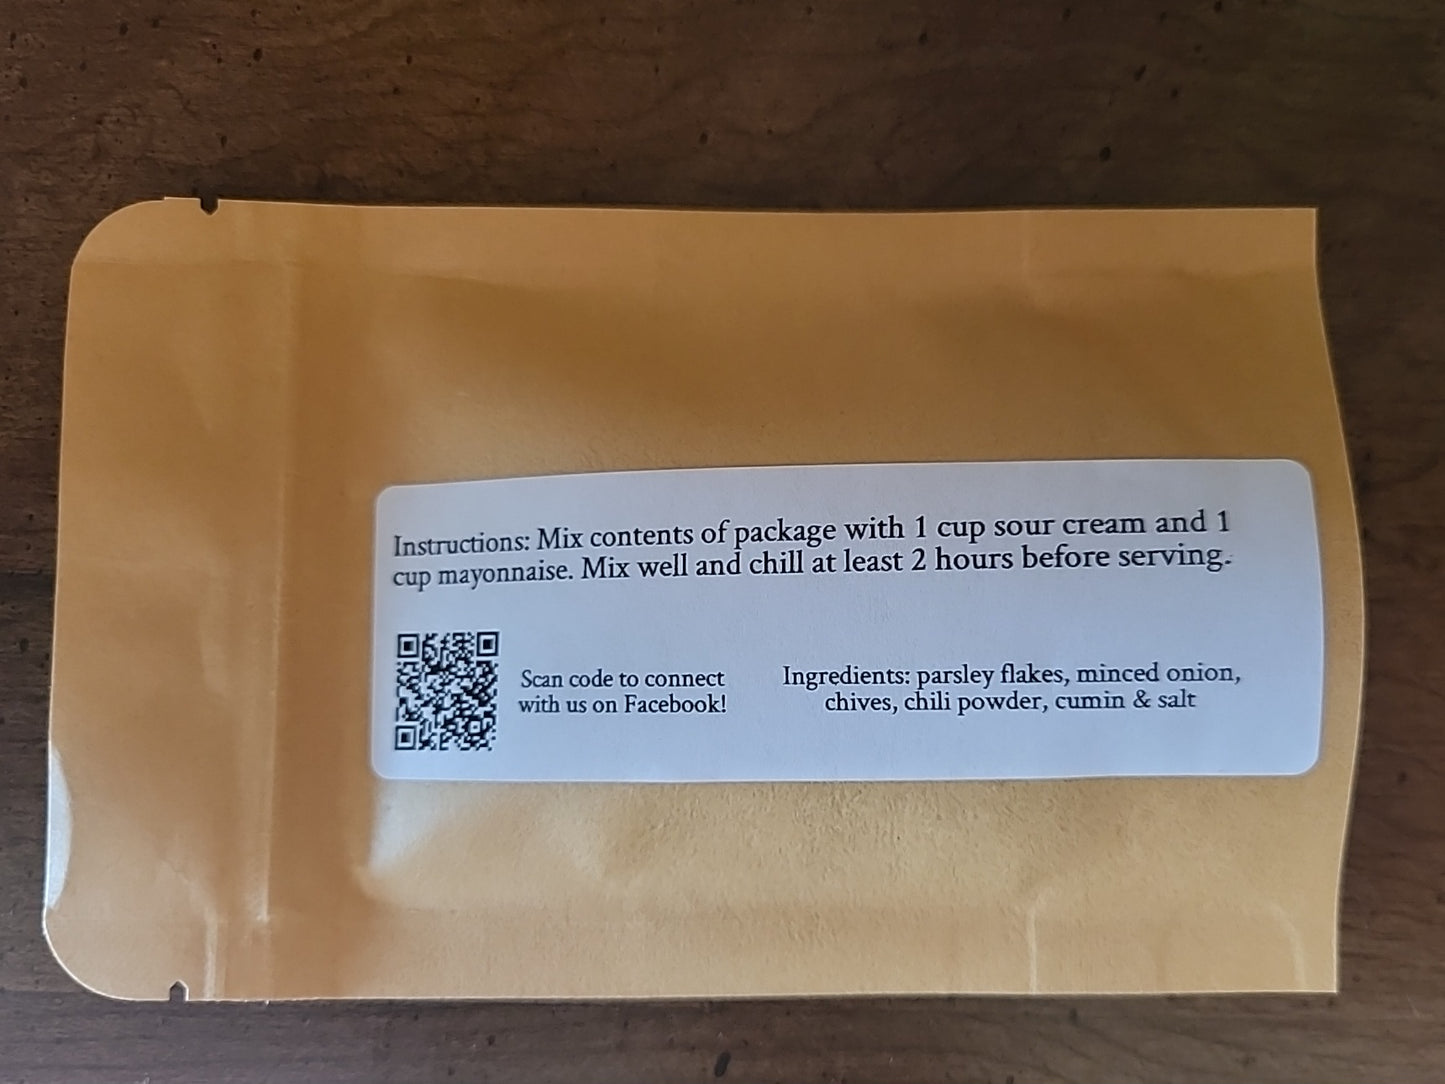 Instructions: Mix contents of package with 1 cup sour cream and 1
cup mayonnaise. Mix well and chill at least 2 hours before serving.
Scan code to connect
with us on Facebook!
Ingredients: parsley flakes, minced onion,
chives, chili powder, cumin & salt